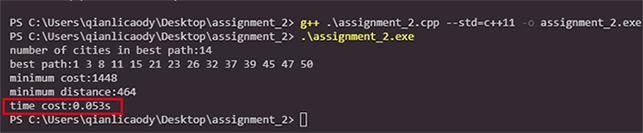 PS C:\Users\qianlicaody\Desktop\assignment_2> g++ .\assignment_2.cpp --std=c++11 -o assignment_2.exe
PS C:\Users\qianlicaody\Desktop\assignment_2> .\assignment_2.exe
number of cities in best path:14
best path:1 3 8 11 15 21 23 26 32 37 39 45 47 50
minimum cost:1448
minimum distance:464
time cost:0.053s
PS C:\Users\qianlicaody\Desktop\assignment_2>